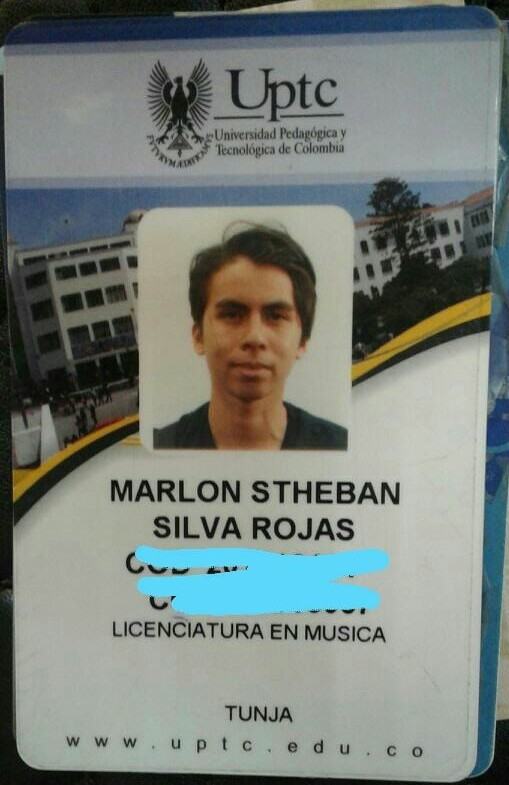 Uptc
Universidad Pedagógica y
Tecnológica de Colombia
MARLON STHEBAN
SILVA ROJAS
LICENCIATURA EN MUSICA
TUNJA
www.uptc.edu.co